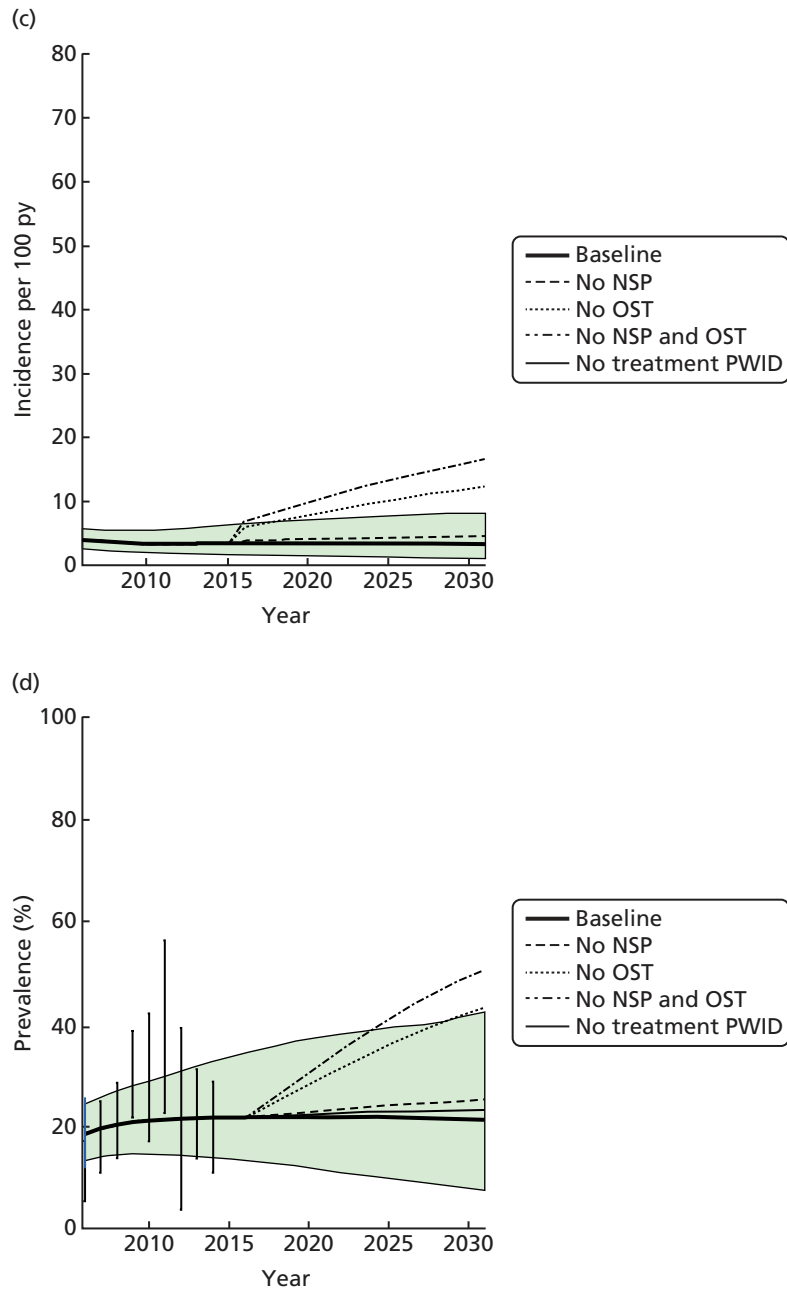 (c)
80
70
60
50
40
30
20
10
0
Incidence per 100 py
2010 2015 2020 2025 2030
Year
Baseline
No NSP
No OST
No NSP and OST
No treatment PWID
(d)
100
80
60
40
20
0
Prevalence (%)
2010 2015 2020 2025 2030
Year
Baseline
No NSP
No OST
No NSP and OST
No treatment PWID